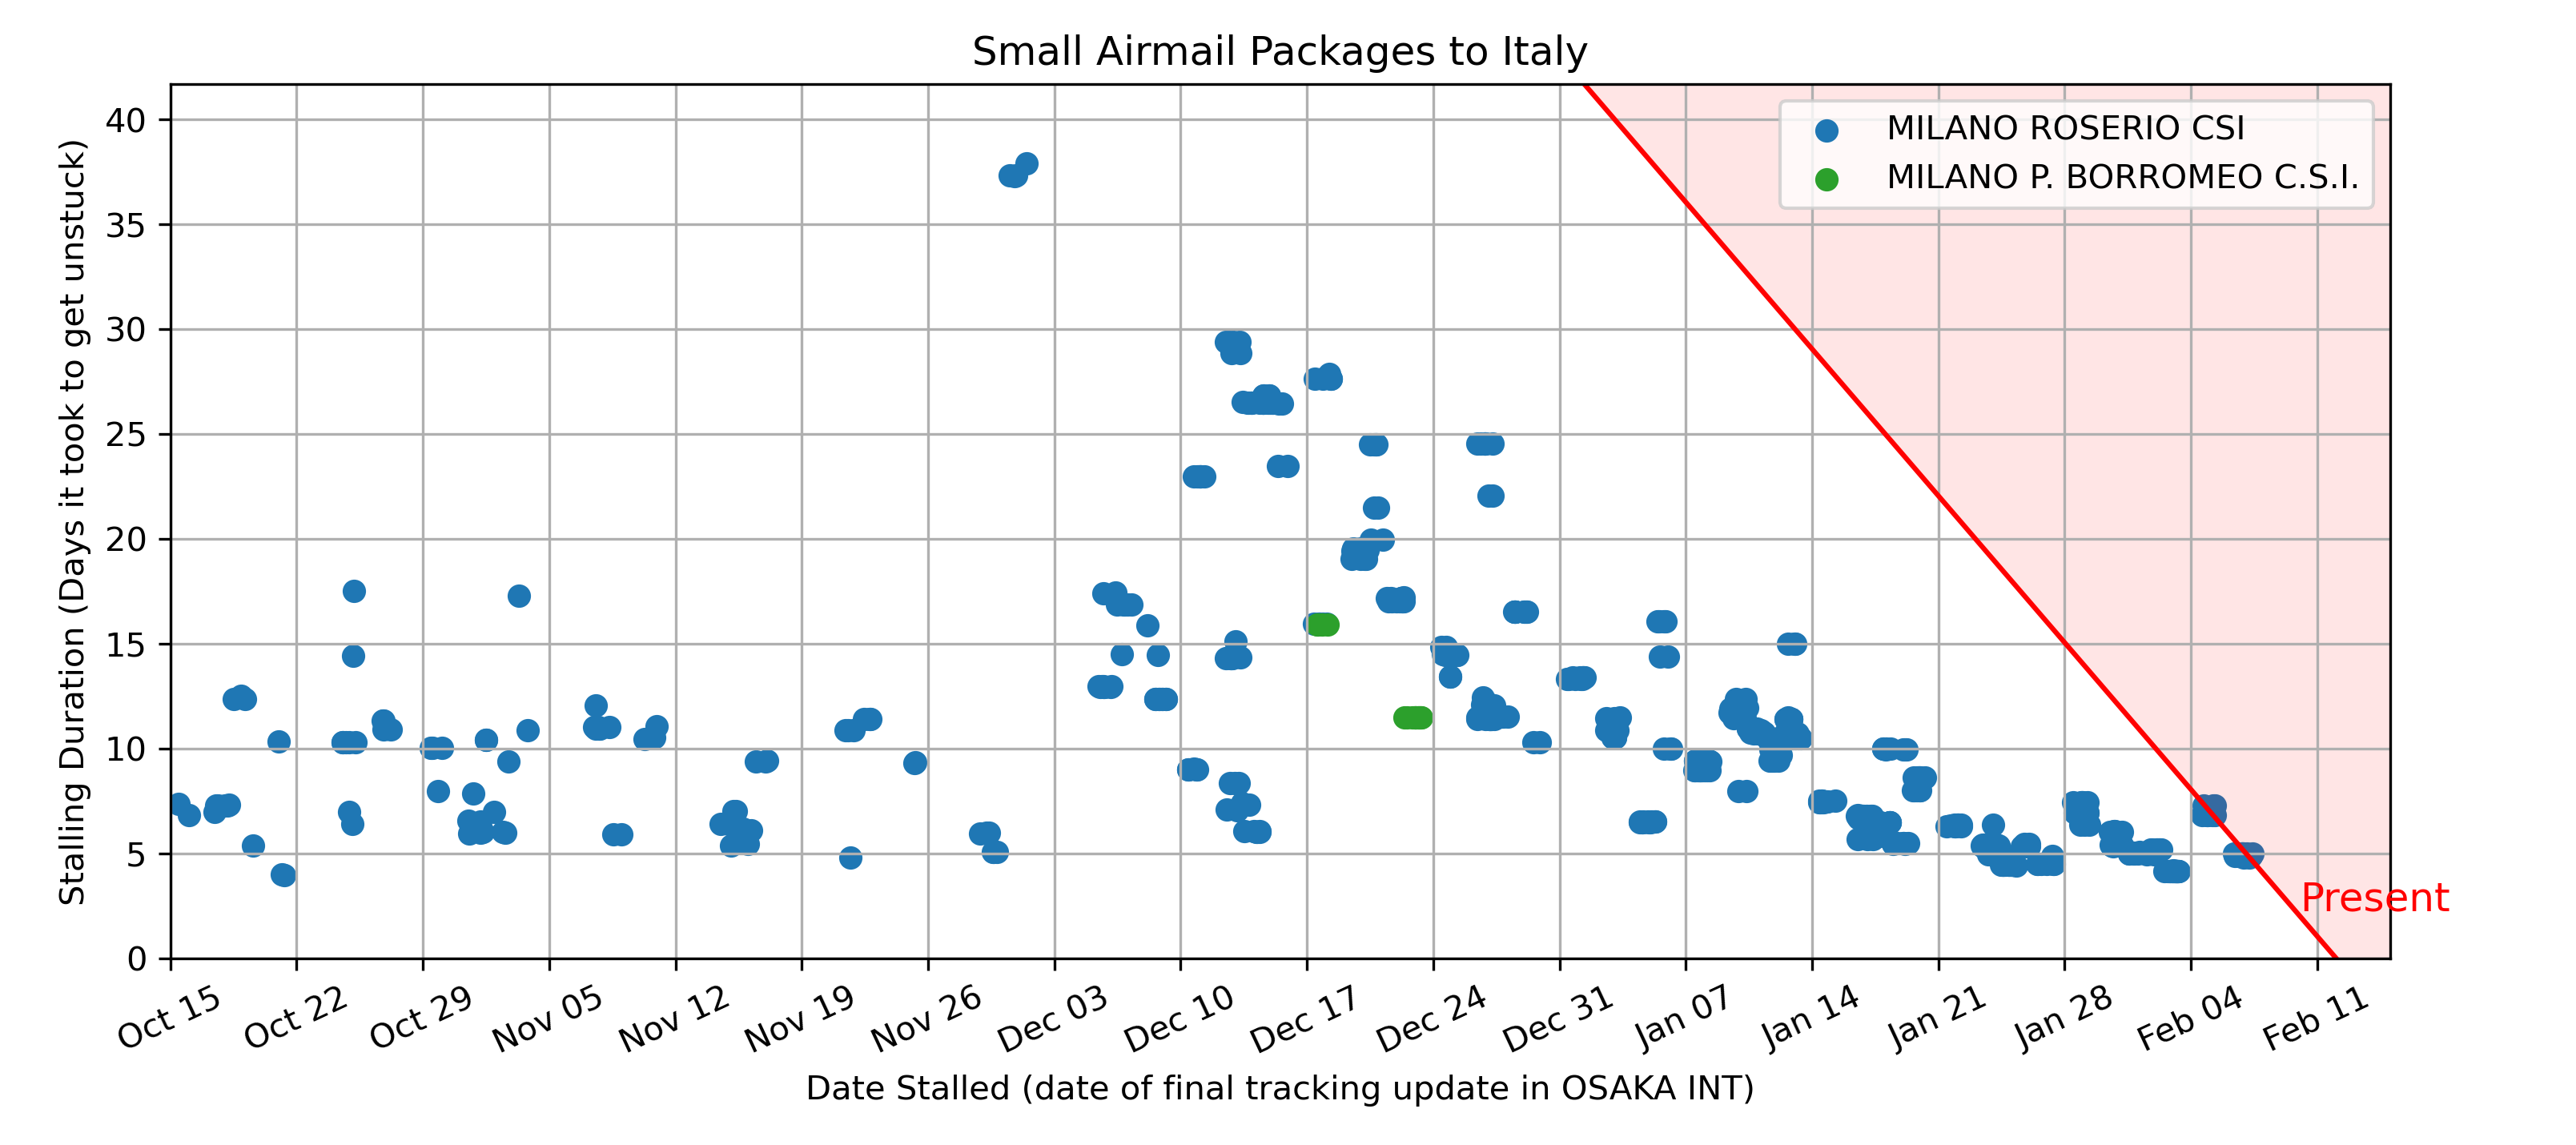 Small Airmail Packages to Italy
MILANO ROSERIO CSI
MILANO P. BORROMEO C.S.I.
Stalling Duration (Days it took to get unstuck)
40
35
30
25
20
15
10
5
0
Present
Oct 15
Oct 22
Oct 29
Nov 05
Nov 12
Nov 19
Nov 26
Dec 03
Dec 10
Dec 17
Dec 24
Dec 31
Jan 07
Jan 14
Jan 21
Jan 28
Feb 04
Feb 11
Date Stalled (date of final tracking update in OSAKA INT)